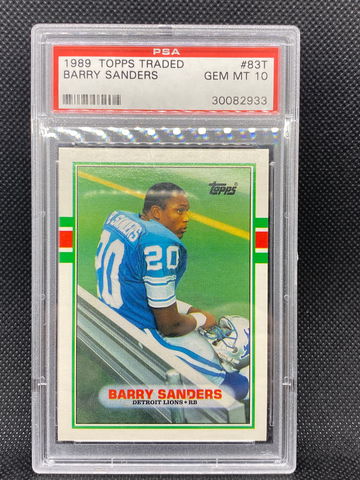 PSA
1989 TOPPS TRADED #83T
BARRY SANDERS GEM MT 10
30082933
Topps
B. SANDERS
20
20
BARRY SANDERS
DETROIT LIONS • RB